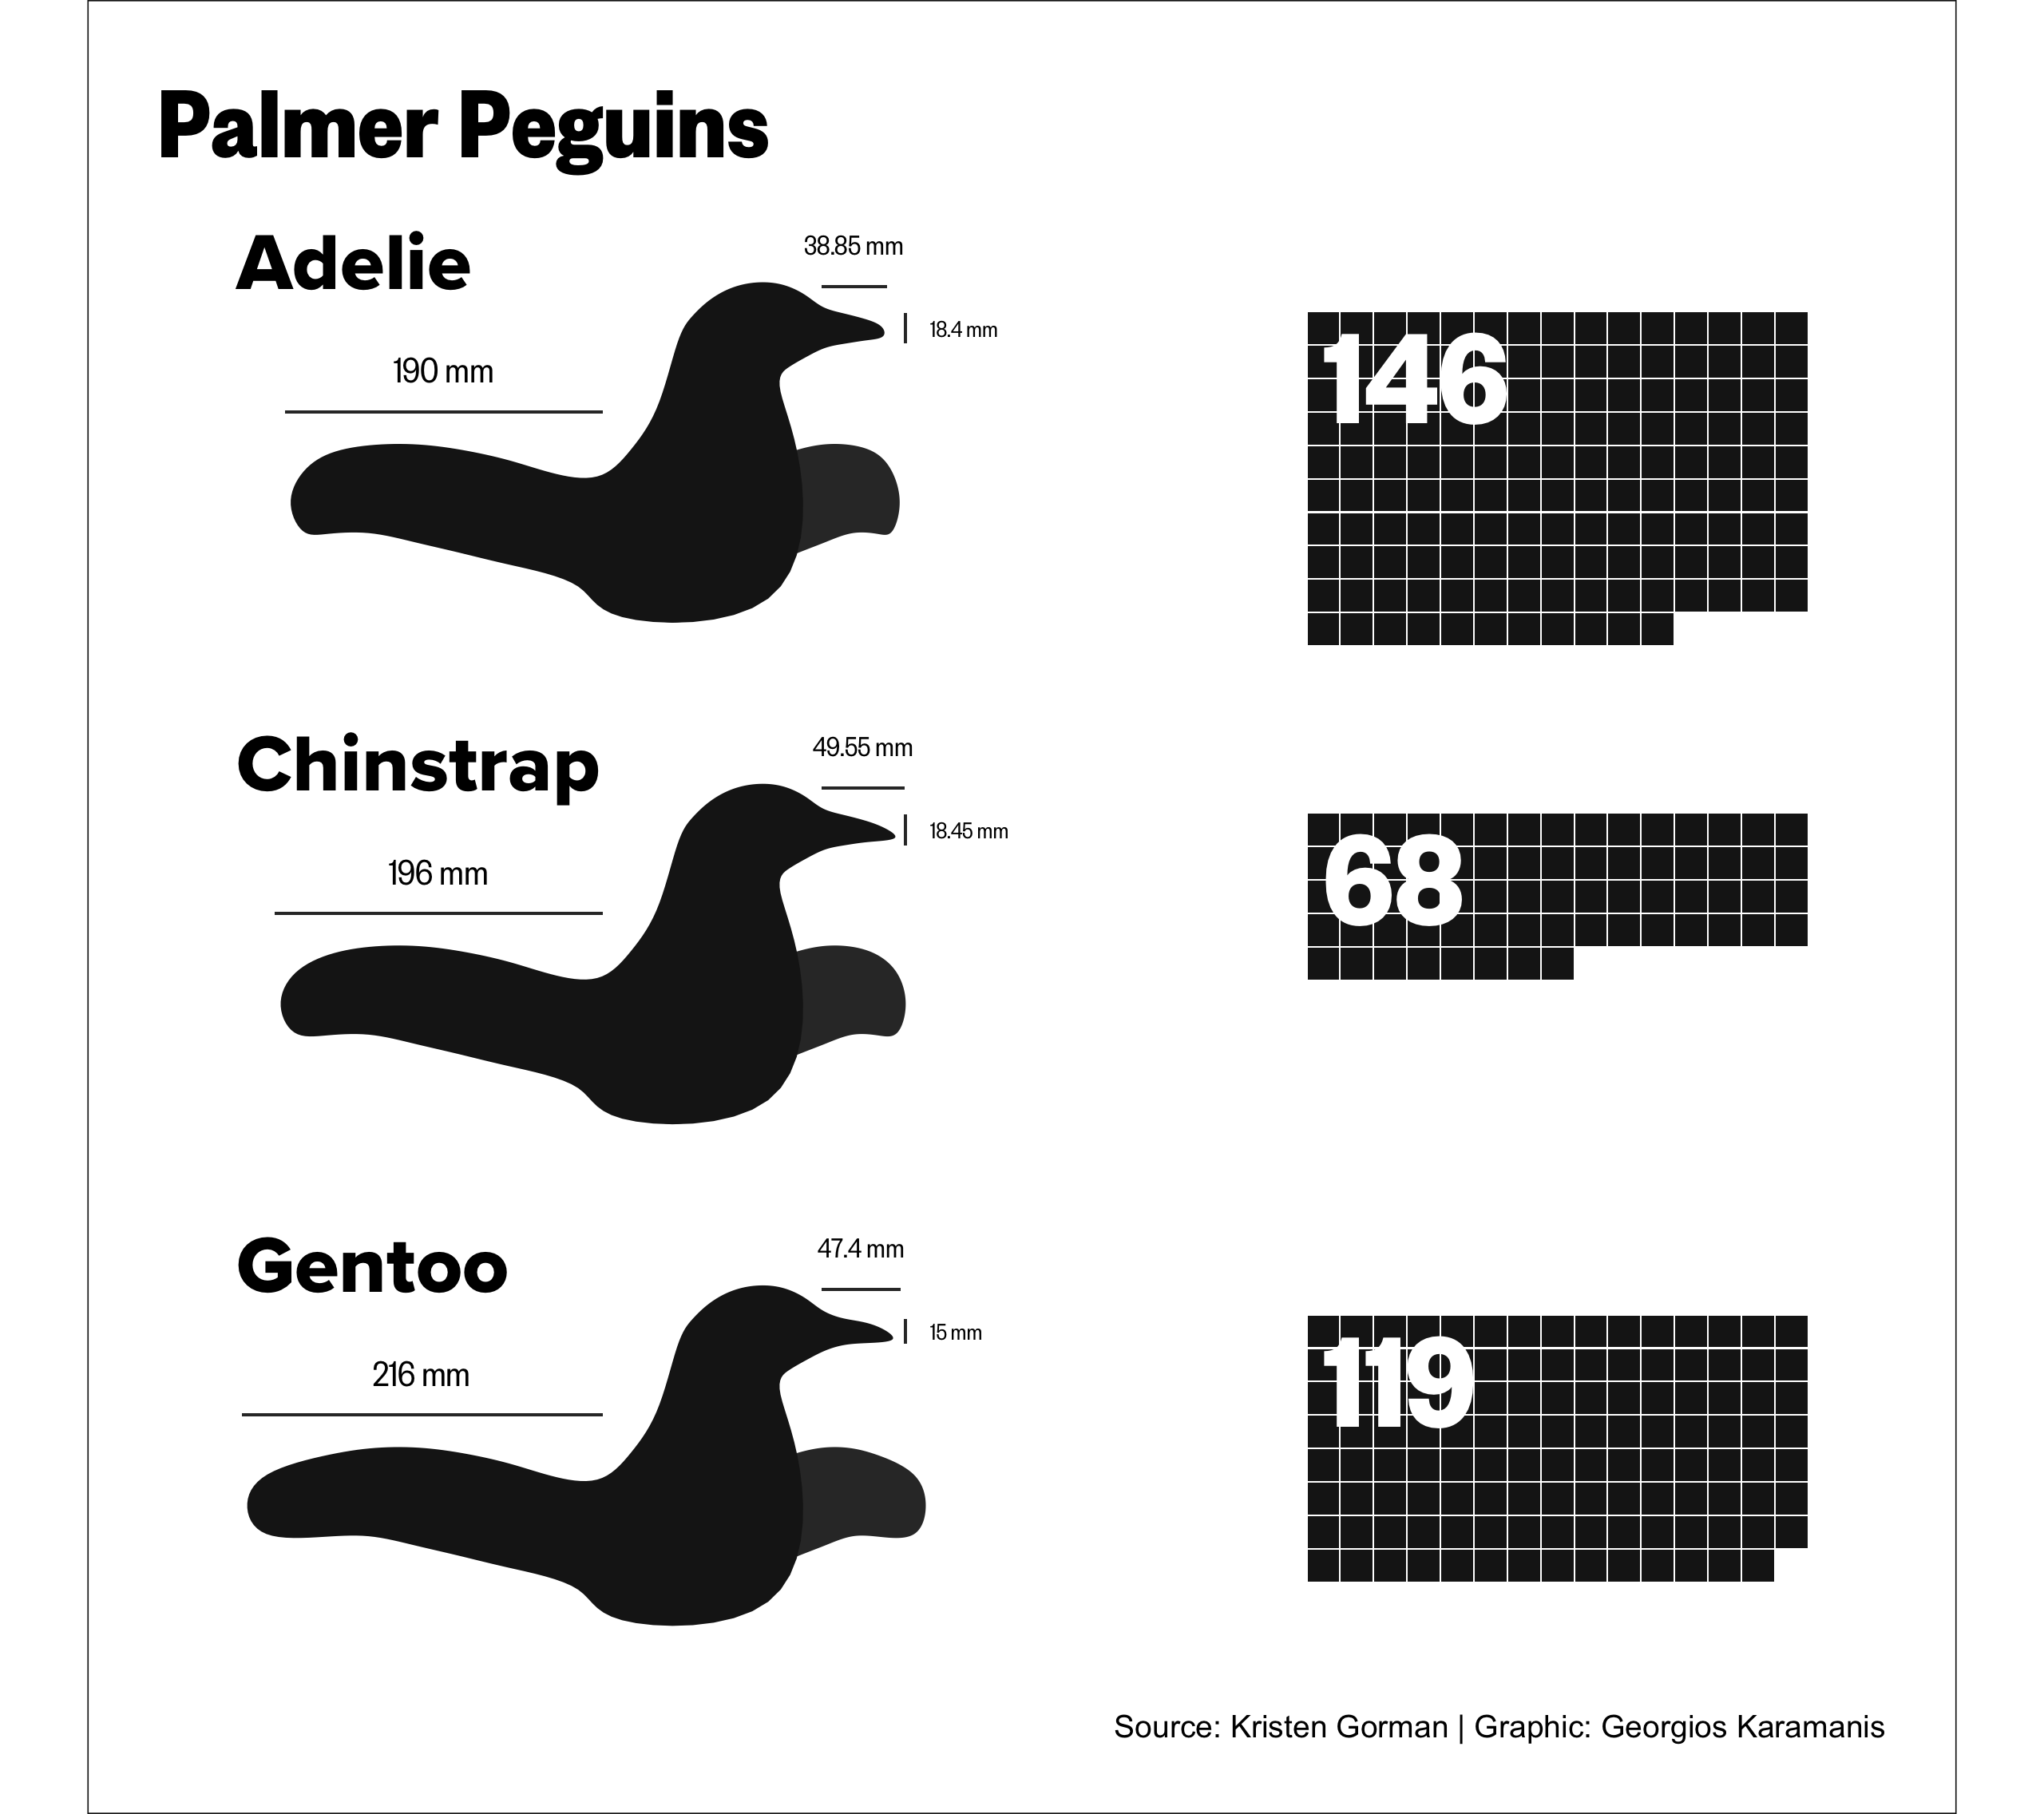 Palmer Peguins
Adelie
38.85 mm
18.4 mm
190 mm
146
Chinstrap
49.55 mm
18.45 mm
196 mm
68
Gentoo
47.4 mm
15 mm
216 mm
119
Source: Kristen Gorman | Graphic: Georgios Karamanis